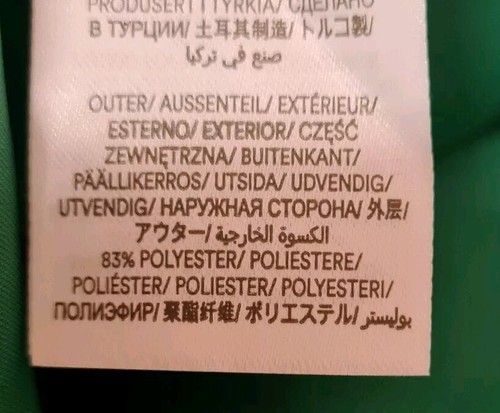 PRODUSERT I TYRKIA/ СДЕЛАНО
В ТУРЦИИ/ 土耳其制造/ トルコ製/
صنع في تركيا
OUTER/ AUSSENTEIL/ EXTÉRIEUR/
ESTERNO/ EXTERIOR/ CZĘŚĆ
ZEWNĘTRZNA/ BUITENKANT/
PÄÄLLIKERROS/ UTSIDA/ UDVENDIG/
UTVENDIG/ НАРУЖНАЯ СТОРОНА/ 外层/
アウター/ الكسوة الخارجية/
83% POLYESTER/ POLIESTERE/
POLIÉSTER/ POLIESTER/ POLYESTERI/
ПОЛИЭФИР/ 聚酯纤维/ ポリエステル/ بوليستر